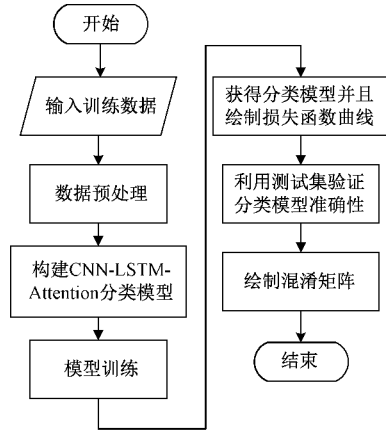 开始
输入训练数据
数据预处理
构建CNN-LSTM-
Attention分类模型
模型训练
获得分类模型并且
绘制损失函数曲线
利用测试集验证
分类模型准确性
绘制混淆矩阵
结束